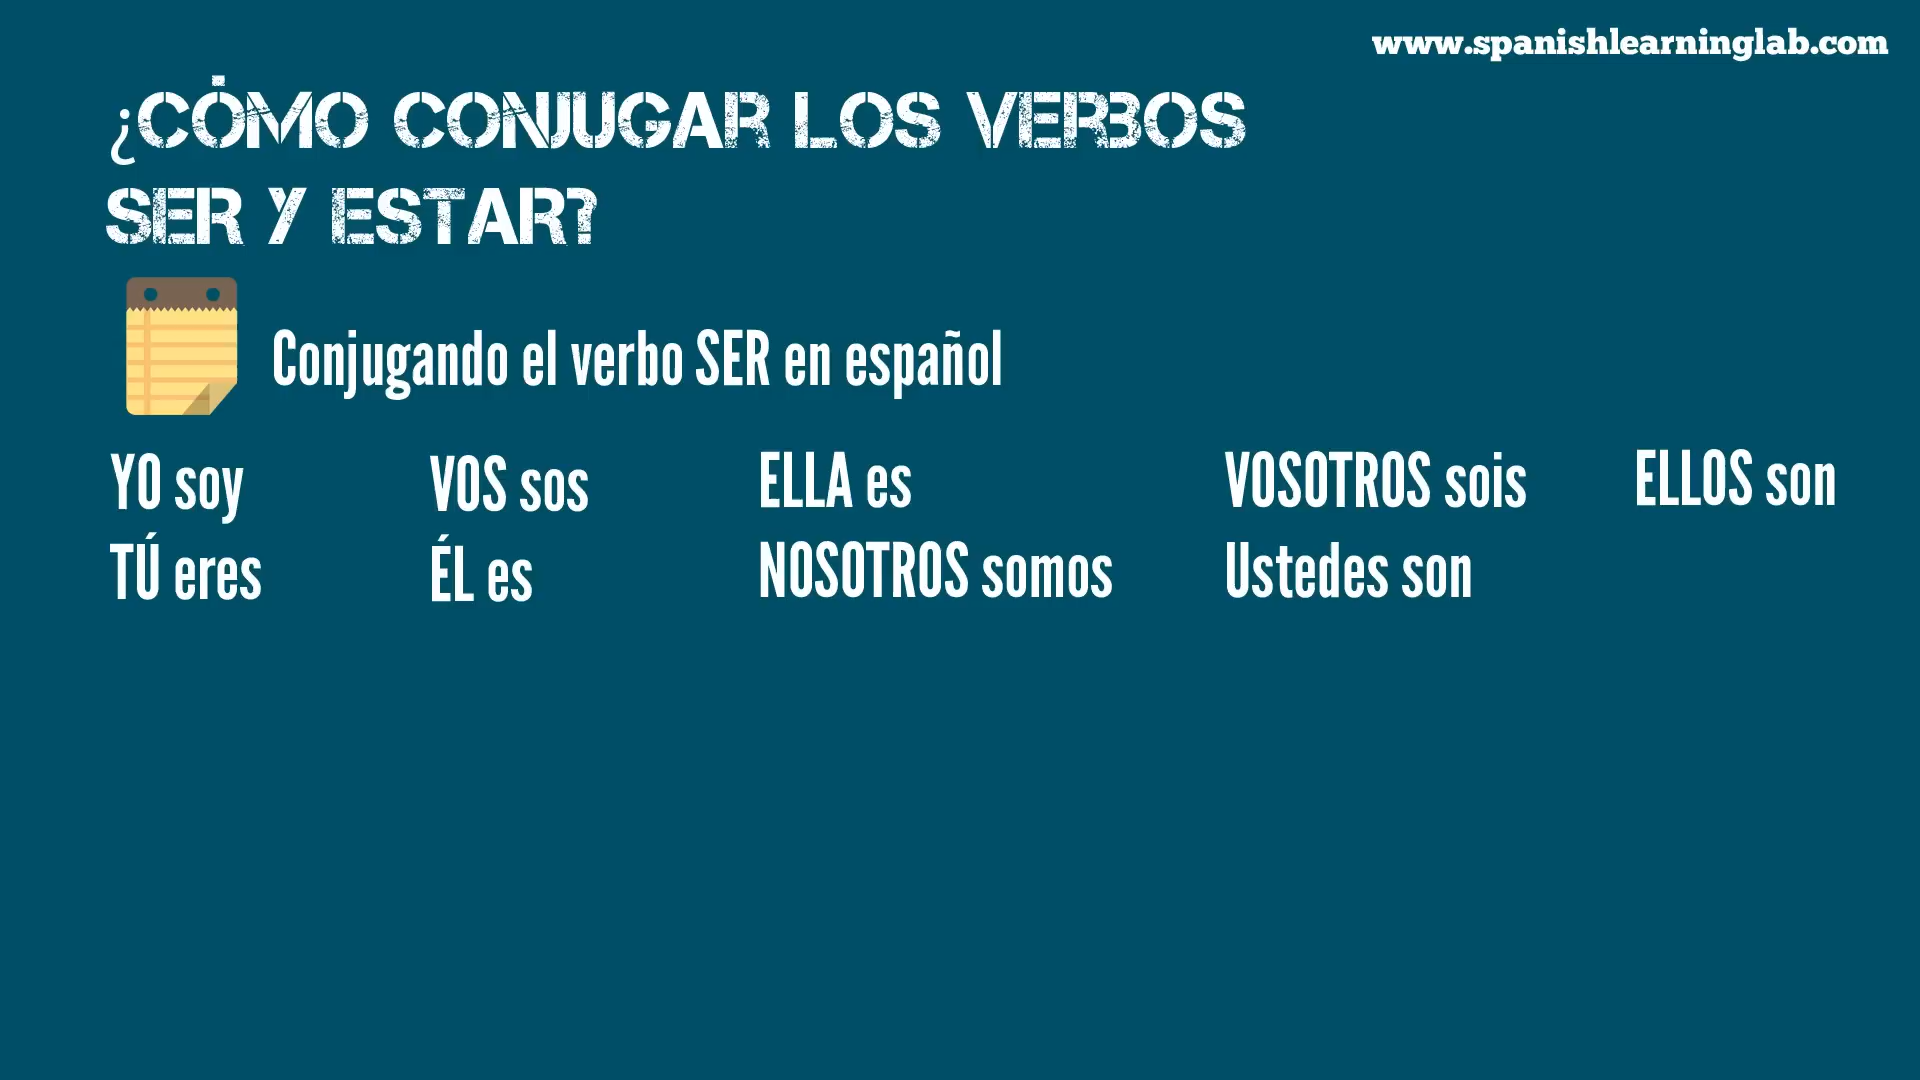 www.spanishlearninglab.com
¿CÓMO CONJUGAR LOS VERBOS
SER Y ESTAR?
Conjugando el verbo SER en español
YO soy
TÚ eres
VOS sos
ÉL es
ELLA es
NOSOTROS somos
VOSOTROS sois
Ustedes son
ELLOS son